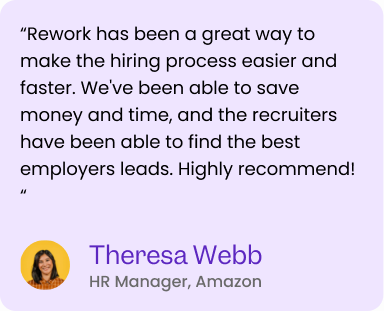 “Rework has been a great way to
make the hiring process easier and
faster. We've been able to save
money and time, and the recruiters
have been able to find the best
employers leads. Highly recommend!
“
Theresa Webb
HR Manager, Amazon